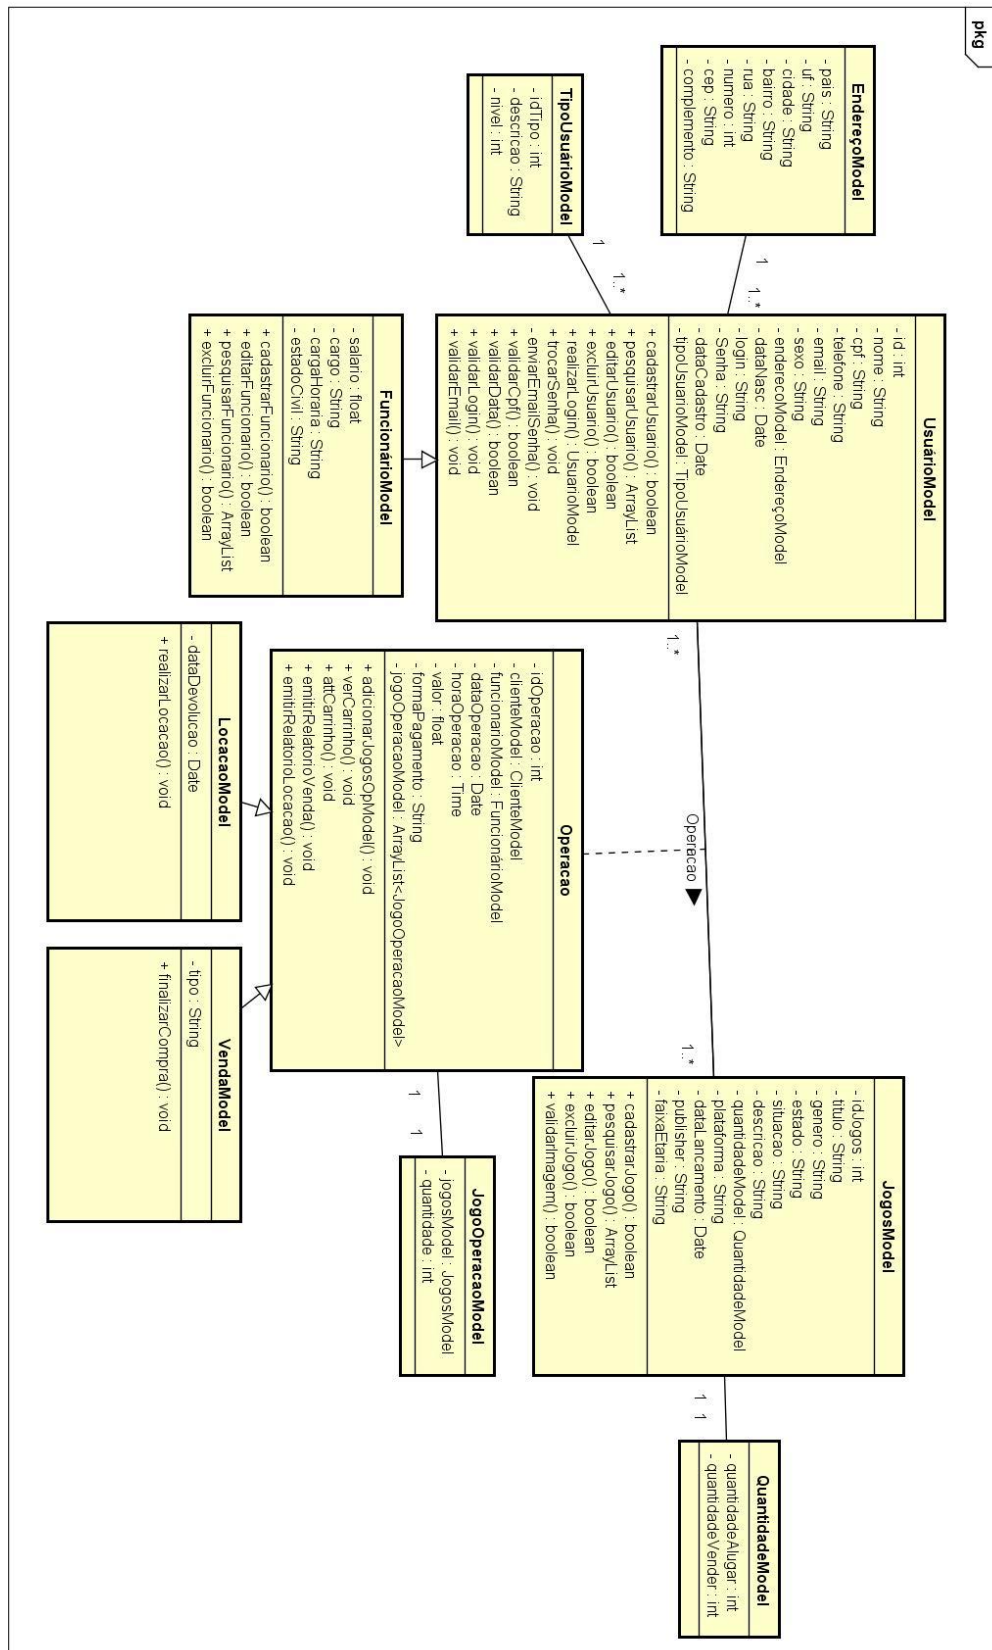 pkg
EndereçoModel
- pais : String
- uf : String
- cidade : String
- bairro : String
- rua : String
- numero : int
- cep : String
- complemento : String
TipoUsuárioModel
- idTipo : int
- descricao : String
- nivel : int
1
1..*
1
1..*
UsuárioModel
- id : int
- nome : String
- cpf : String
- telefone : String
- email : String
- sexo : String
- enderecoModel : EndereçoModel
- dataNasc : Date
- login : String
- Senha : String
- dataCadastro : Date
- tipoUsuarioModel : TipoUsuárioModel
+ cadastrarUsuario() : boolean
+ pesquisarUsuario() : ArrayList
+ editarUsuario() : boolean
+ excluirUsuario() : boolean
+ realizarLogin() : UsuarioModel
- trocarSenha() : void
- enviarEmailSenha() : void
+ validarCpf() : boolean
+ validarData() : boolean
+ validarLogin() : void
+ validarEmail() : void
FuncionárioModel
- salario : float
- cargo : String
- cargaHoraria : String
- estadoCivil : String
+ cadastrarFuncionario() : boolean
+ editarFuncionario() : boolean
+ pesquisarFuncionario() : ArrayList
+ excluirFuncionario() : boolean
1..*
Operacao
1..*
Operacao
- idOperacao : int
- clienteModel : ClienteModel
- funcionarioModel : FuncionárioModel
- dataOperacao : Date
- horaOperacao : Time
- valor : float
- formaPagamento : String
- jogoOperacaoModel : ArrayList<JogoOperacaoModel>
+ adicionarJogosOpModel() : void
+ verCarrinho() : void
+ attCarrinho() : void
+ emitirRelatorioVenda() : void
+ emitirRelatorioLocacao() : void
LocacaoModel
- dataDevolucao : Date
+ realizarLocacao() : void
VendaModel
- tipo : String
+ finalizarCompra() : void
1
1
JogosModel
- idJogos : int
- titulo : String
- genero : String
- estado : String
- situacao : String
- descricao : String
- quantidadeModel : QuantidadeModel
- plataforma : String
- dataLancamento : Date
- publisher : String
- faixaEtaria : String
+ cadastrarJogo() : boolean
+ pesquisarJogo() : ArrayList
+ editarJogo() : boolean
+ excluirJogo() : boolean
+ validarImagem() : boolean
JogoOperacaoModel
- jogosModel : JogosModel
- quantidade : int
1
1
QuantidadeModel
- quantidadeAlugar : int
- quantidadeVender : int